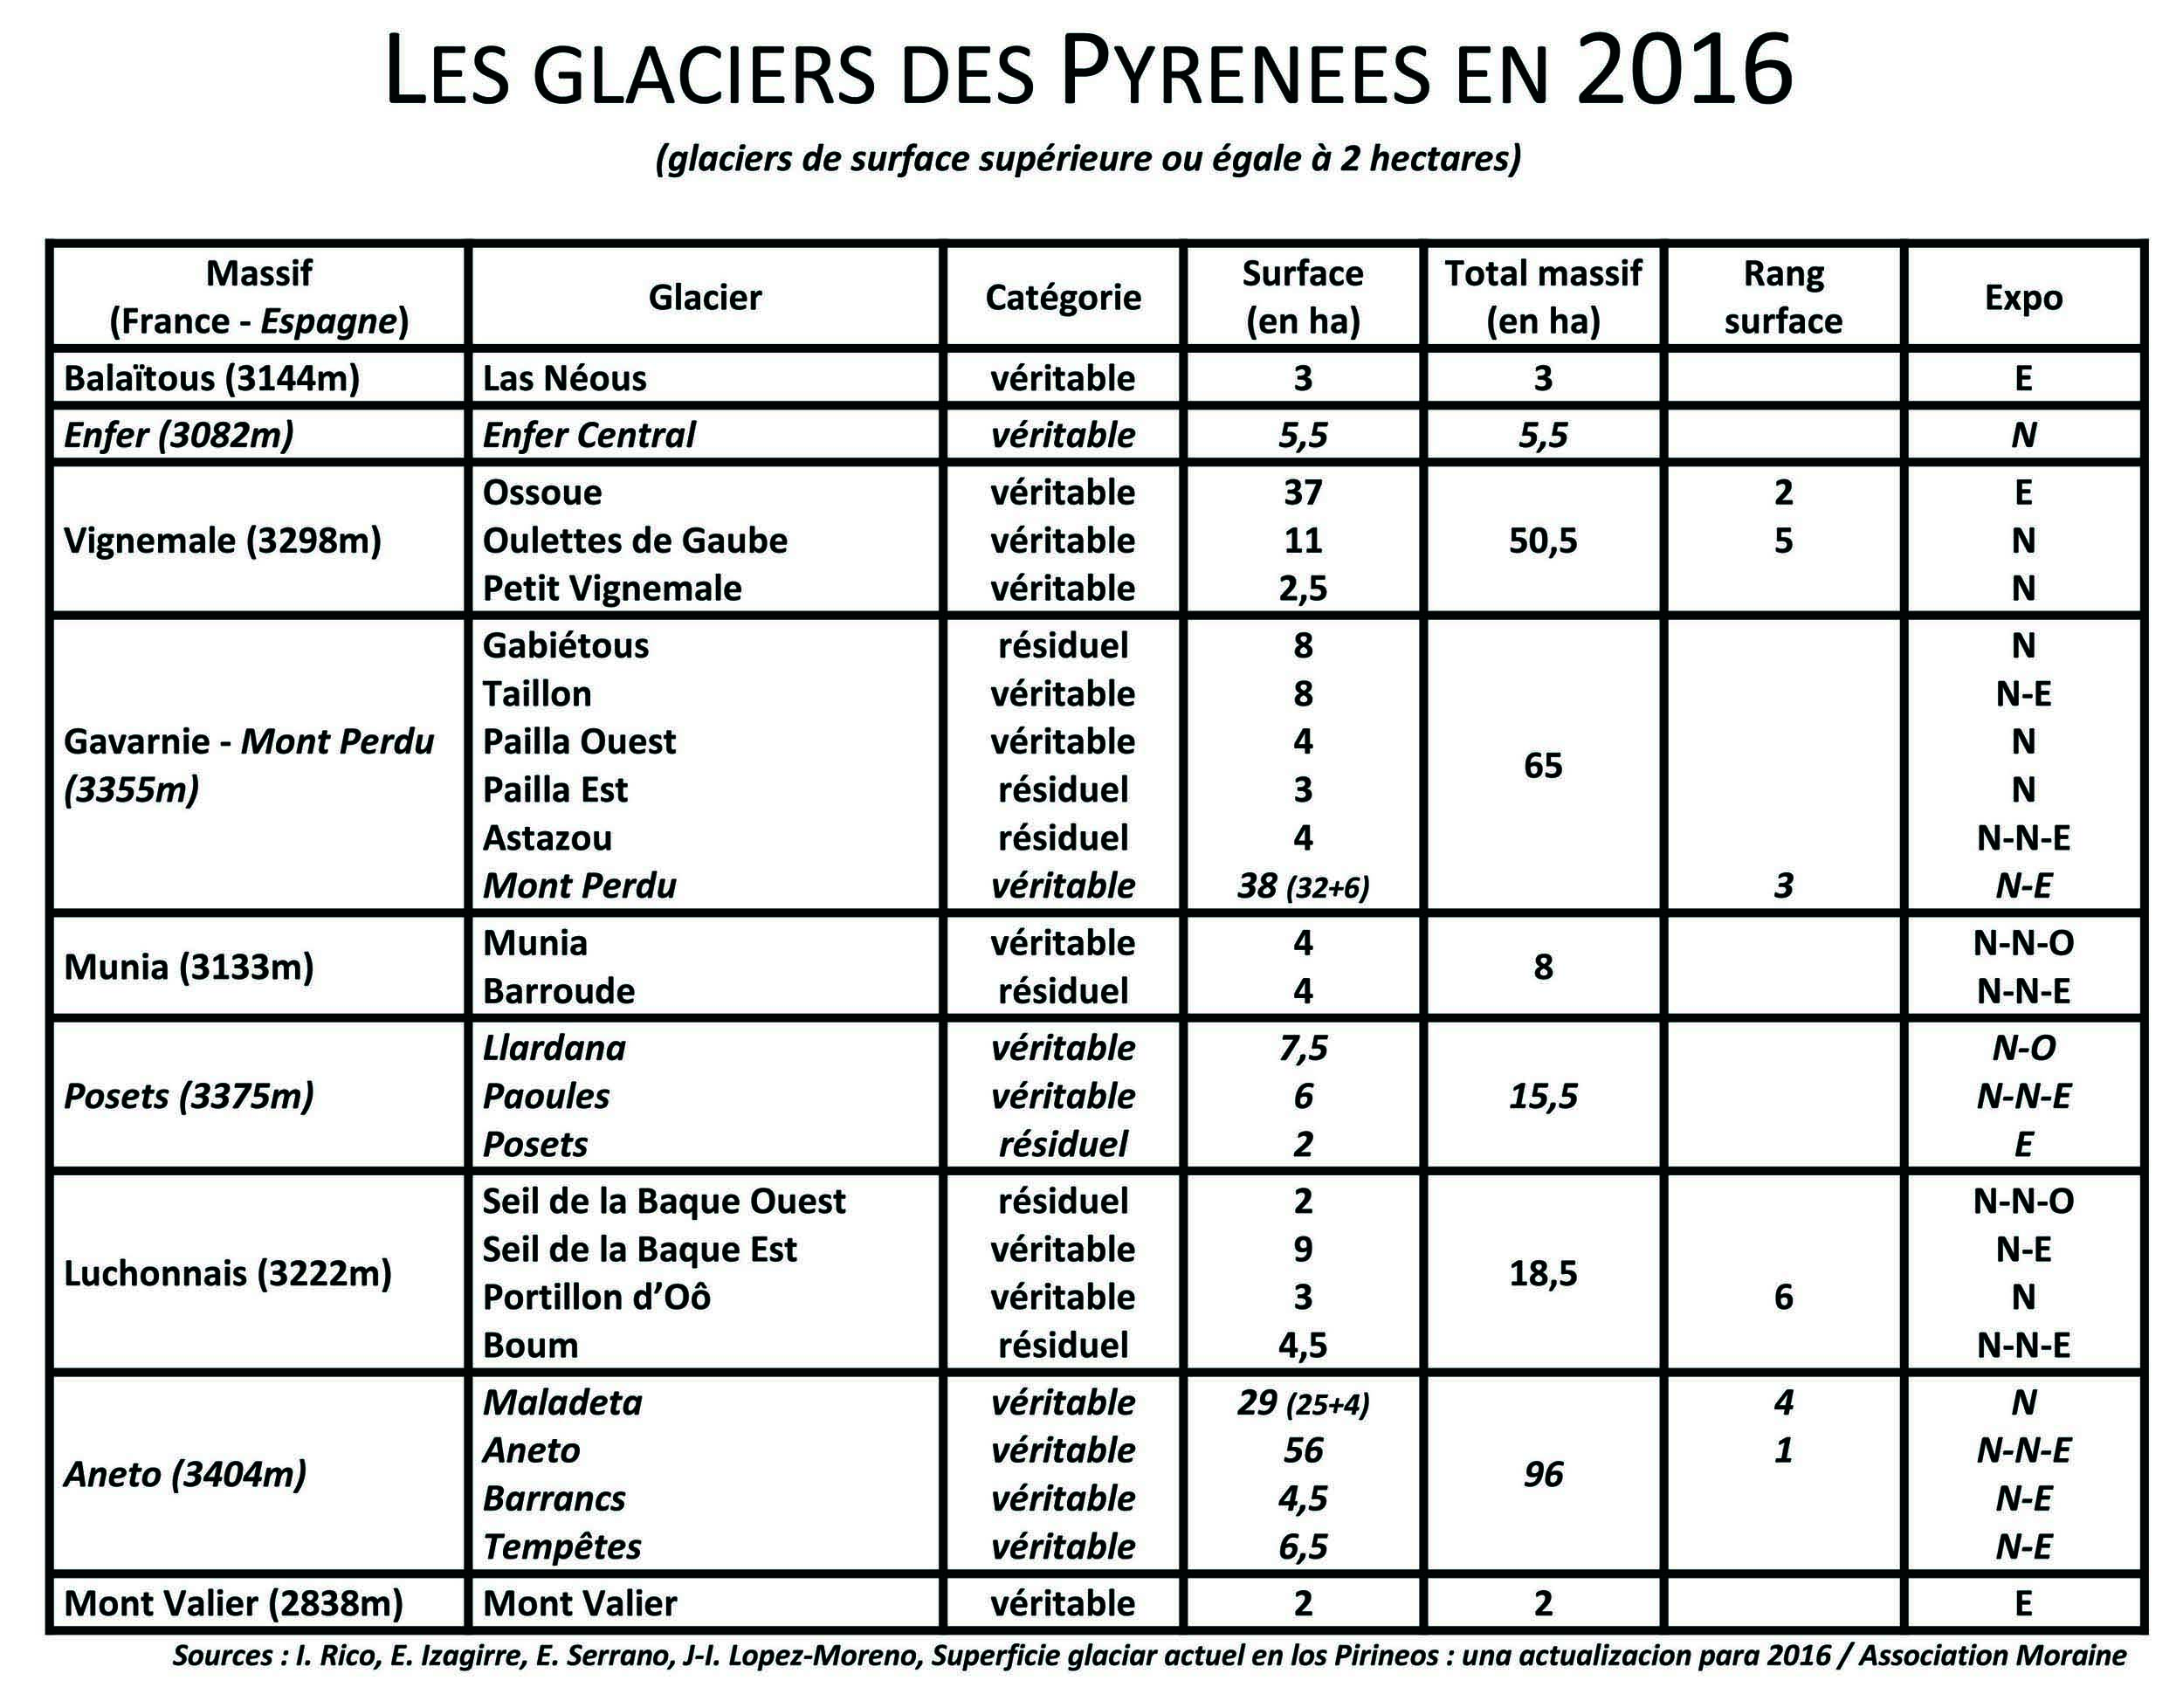 LES GLACIERS DES PYRENEES EN 2016
(glaciers de surface supérieure ou égale à 2 hectares)
Massif (France - Espagne) Glacier Catégorie Surface (en ha) Total massif (en ha) Rang surface Expo
Balaïtous (3144m) Las Néous véritable 3 3 E
Enfer (3082m) Enfer Central véritable 5,5 5,5 N
Vignemale (3298m)
Ossoue véritable 37 2 E
Oulettes de Gaube véritable 11 50,5 5 N
Petit Vignemale véritable 2,5 N
Gavarnie - Mont Perdu (3355m)
Gabiétous résiduel 8 N
Taillon véritable 8 N-E
Pailla Ouest véritable 4 N
65
Pailla Est résiduel 3 N
Astazou résiduel 4 N-N-E
Mont Perdu véritable 38 (32+6) 3 N-E
Munia (3133m)
Munia véritable 4 N-N-O
8
Barroude résiduel 4 N-N-E
Posets (3375m)
Llardana véritable 7,5 N-O
Paoules véritable 6 15,5 N-N-E
Posets résiduel 2 E
Luchonnais (3222m)
Seil de la Baque Ouest résiduel 2 N-N-O
Seil de la Baque Est véritable 9 N-E
18,5
Portillon d’Oô véritable 3 6 N
Boum résiduel 4,5 N-N-E
Aneto (3404m)
Maladeta véritable 29 (25+4) 4 N
Aneto véritable 56 1 N-N-E
96
Barrancs véritable 4,5 N-E
Tempêtes véritable 6,5 N-E
Mont Valier (2838m) Mont Valier véritable 2 2 E
Sources : I. Rico, E. Izagirre, E. Serrano, J-I. Lopez-Moreno, Superficie glaciar actuel en los Pirineos : una actualizacion para 2016 / Association Moraine